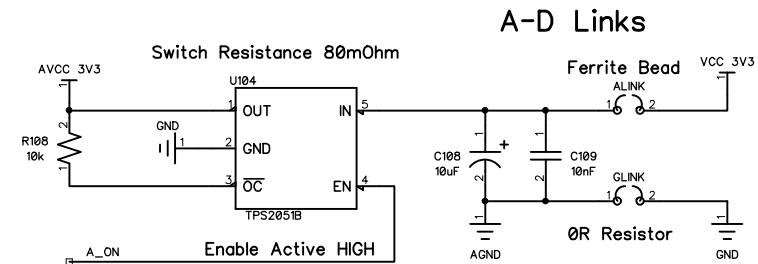 A-D Links
Switch Resistance 80mOhm
Ferrite Bead
AVCC 3V3
VCC 3V3
U104
ALINK
1
1
1 OUT
IN 5
1 2
2
GND
R108
10k
1
2 GND
1
1
+
C108
10uF
C109
10nF
1
3 OC
EN 4
2
2
GLINK
1 2
TPS2051B
1
1
0R Resistor
A_ON
Enable Active HIGH
AGND
GND